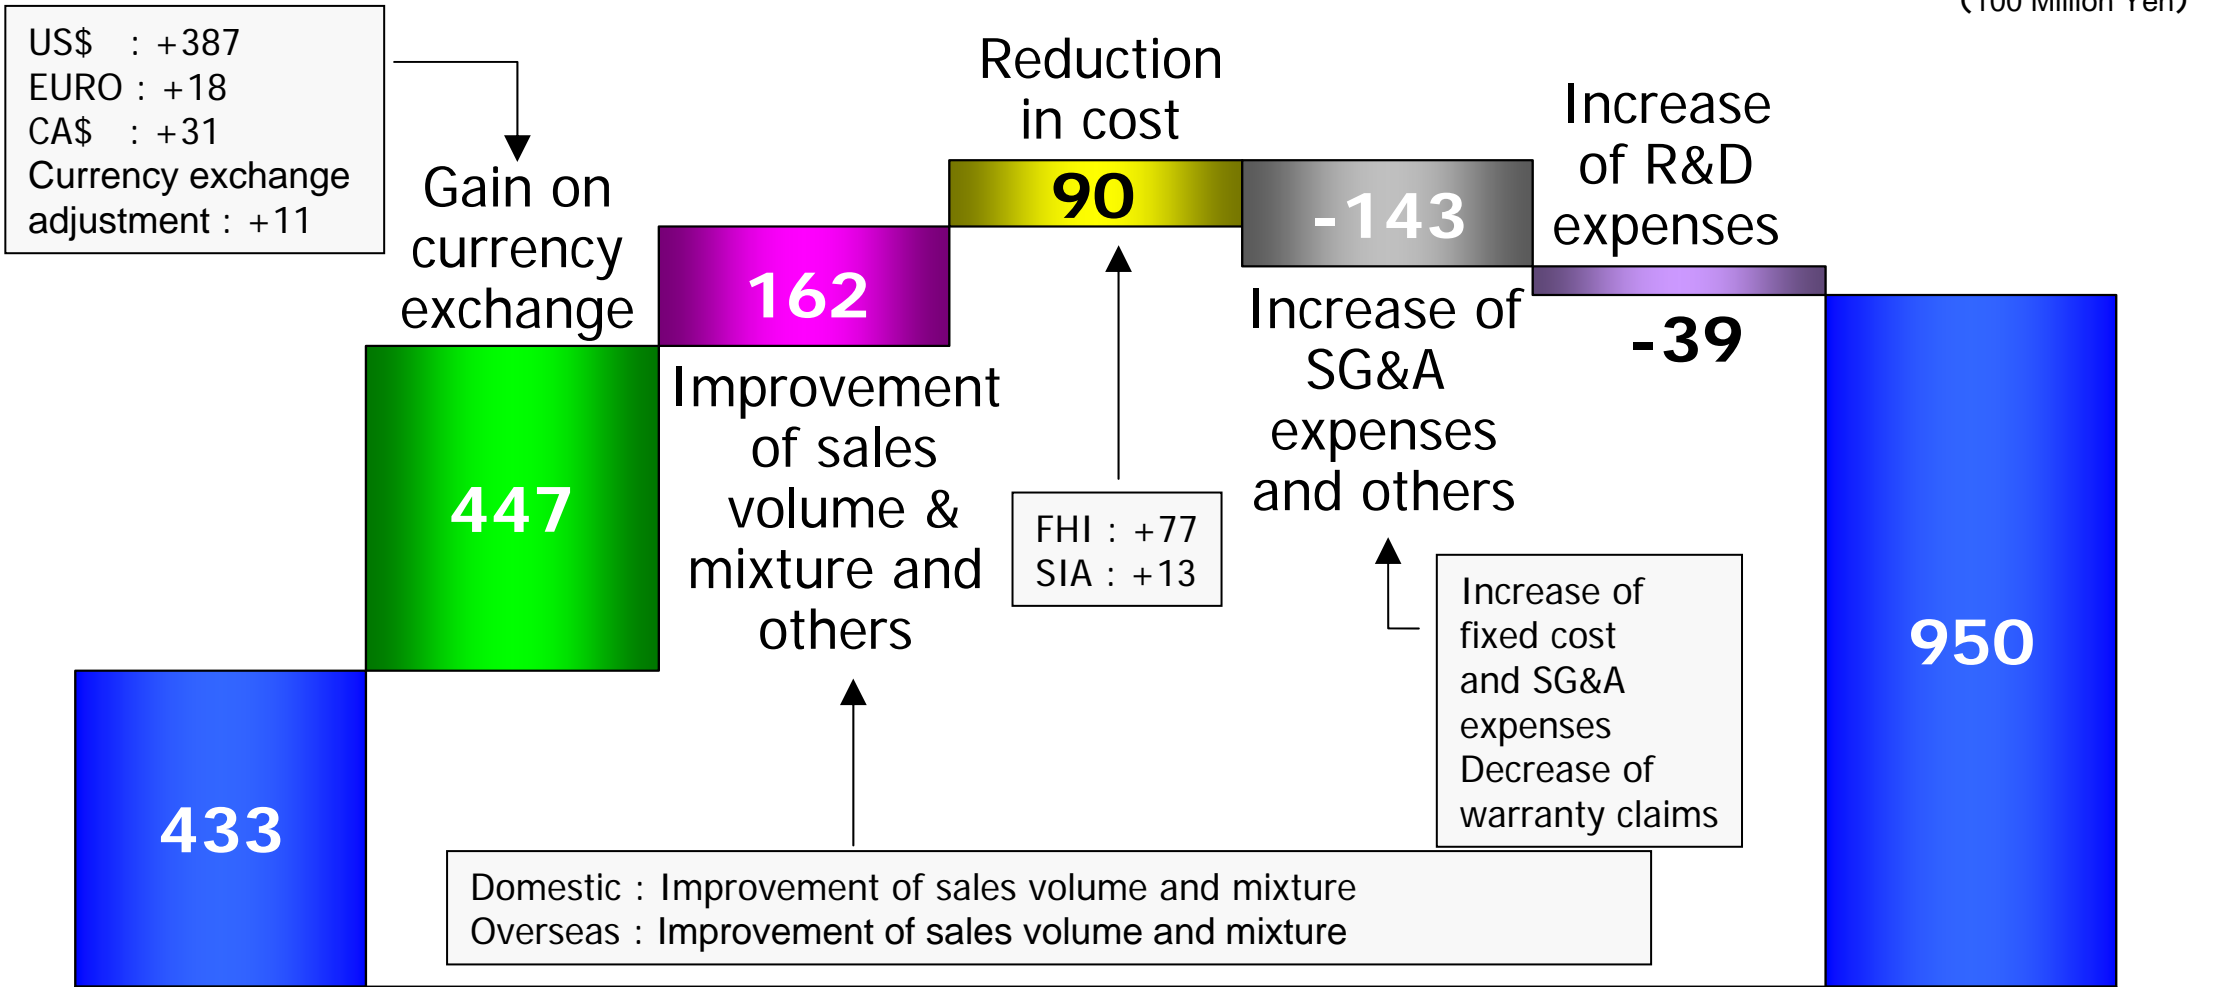 (100 Million Yen)
US$ : +387
EURO : +18
CA$ : +31
Currency exchange
adjustment : +11
Gain on
currency
exchange
Reduction
in cost
Increase
of R&D
expenses
90
-143
162
-39
Increase of
SG&A
expenses
and others
Improvement
of sales
volume &
mixture and
others
447
FHI : +77
SIA : +13
Increase of
fixed cost
and SG&A
expenses
Decrease of
warranty claims
433
950
Domestic : Improvement of sales volume and mixture
Overseas : Improvement of sales volume and mixture